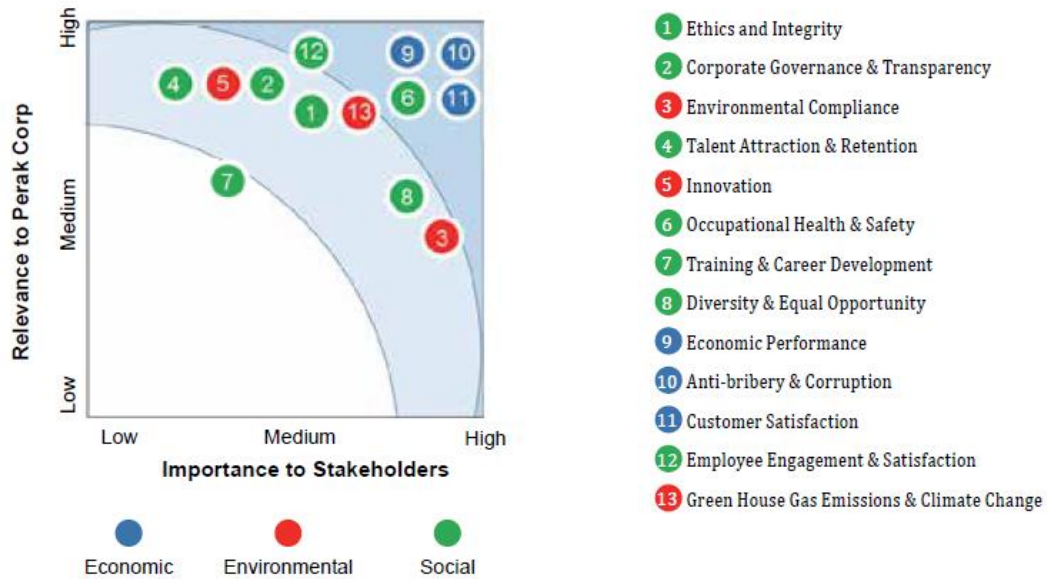 High
Medium
Low
Relevance to Perak Corp
12
9
10
4
5
2
6
11
1
13
7
8
3
Low
Medium
High
Importance to Stakeholders
Economic
Environmental
Social
1 Ethics and Integrity
2 Corporate Governance & Transparency
3 Environmental Compliance
4 Talent Attraction & Retention
5 Innovation
6 Occupational Health & Safety
7 Training & Career Development
8 Diversity & Equal Opportunity
9 Economic Performance
10 Anti-bribery & Corruption
11 Customer Satisfaction
12 Employee Engagement & Satisfaction
13 Green House Gas Emissions & Climate Change